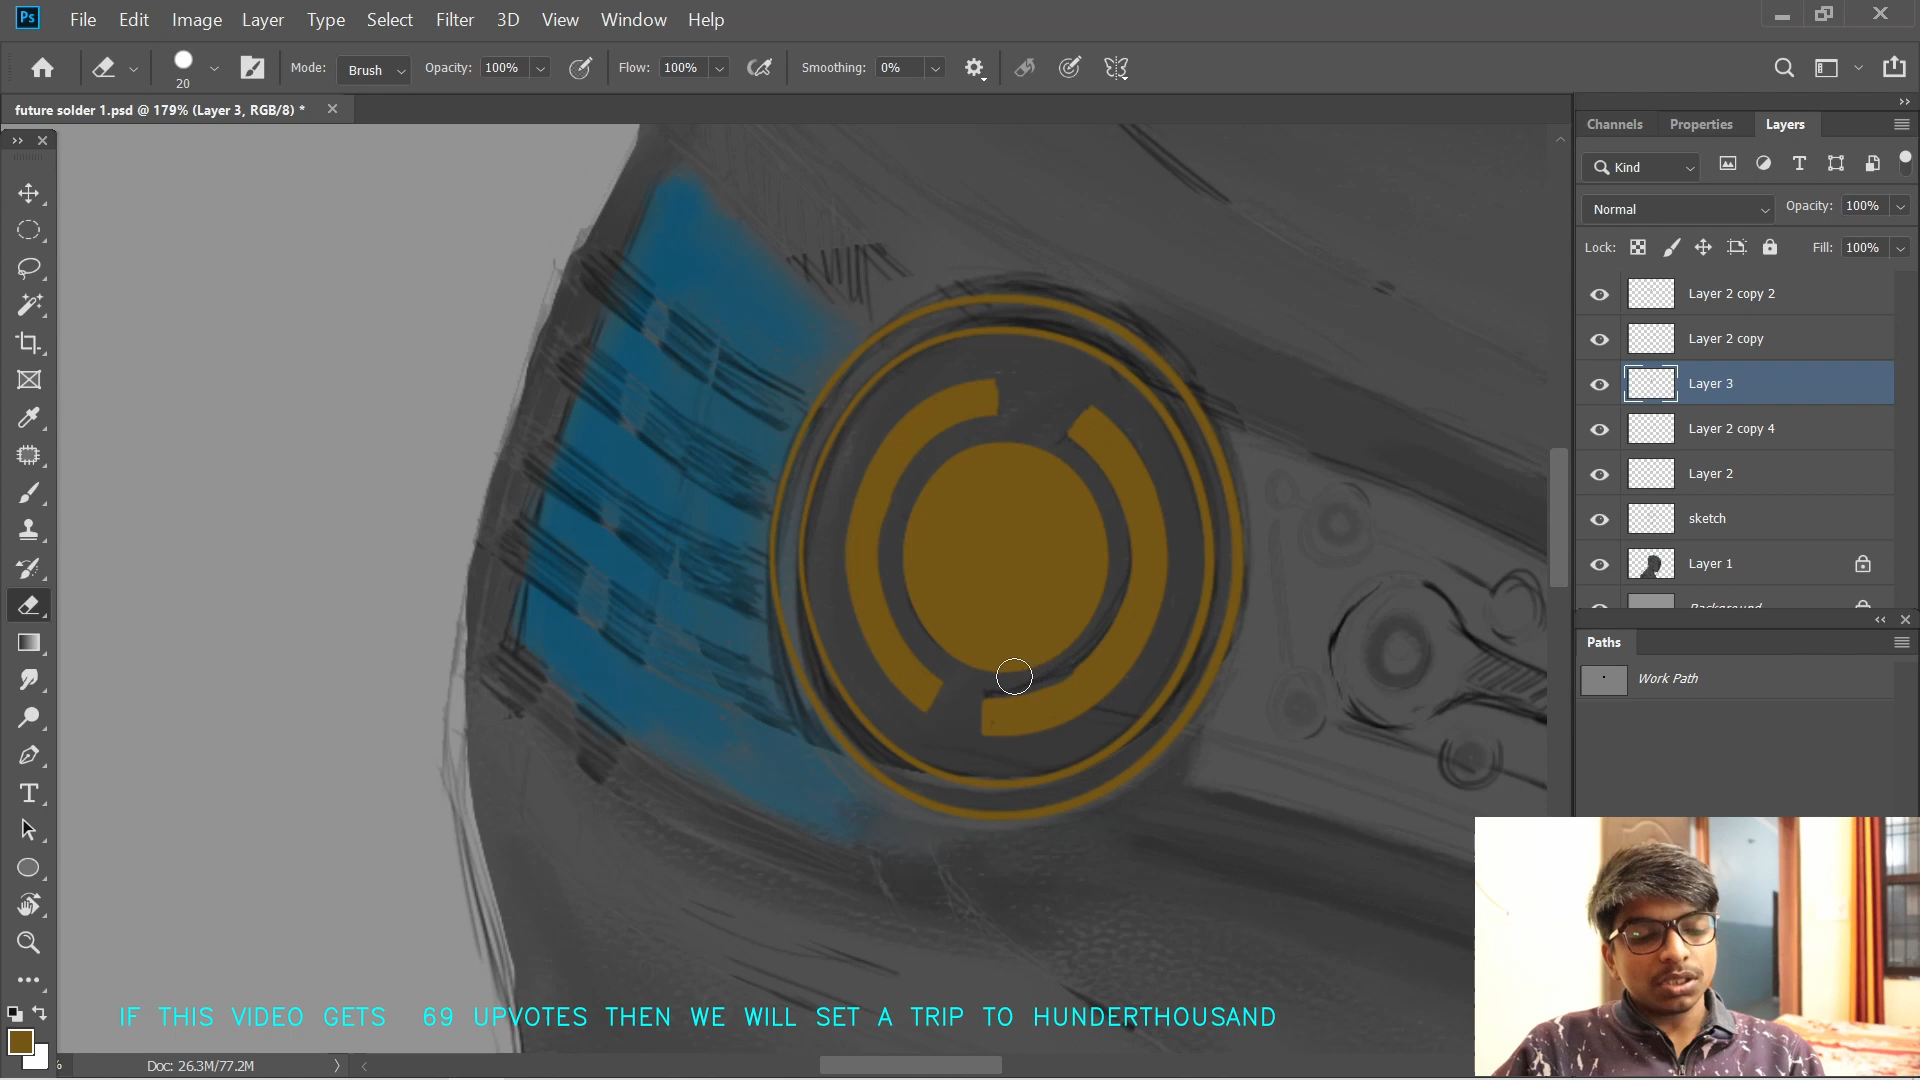 Ps File Edit Image Layer Type Select Filter 3D View Window Help
20 Mode: Brush Opacity: 100% Flow: 100% Smoothing: 0%
future solder 1.psd @ 179% (Layer 3, RGB/8) *
Channels Properties Layers
Kind
Normal Opacity: 100%
Lock: Fill: 100%
Layer 2 copy 2
Layer 2 copy
Layer 3
Layer 2 copy 4
Layer 2
sketch
Layer 1
Background
Paths
Work Path
IF THIS VIDEO GETS 69 UPVOTES THEN WE WILL SET A TRIP TO HUNDERTHOUSAND
% Doc: 26.3M/77.2M